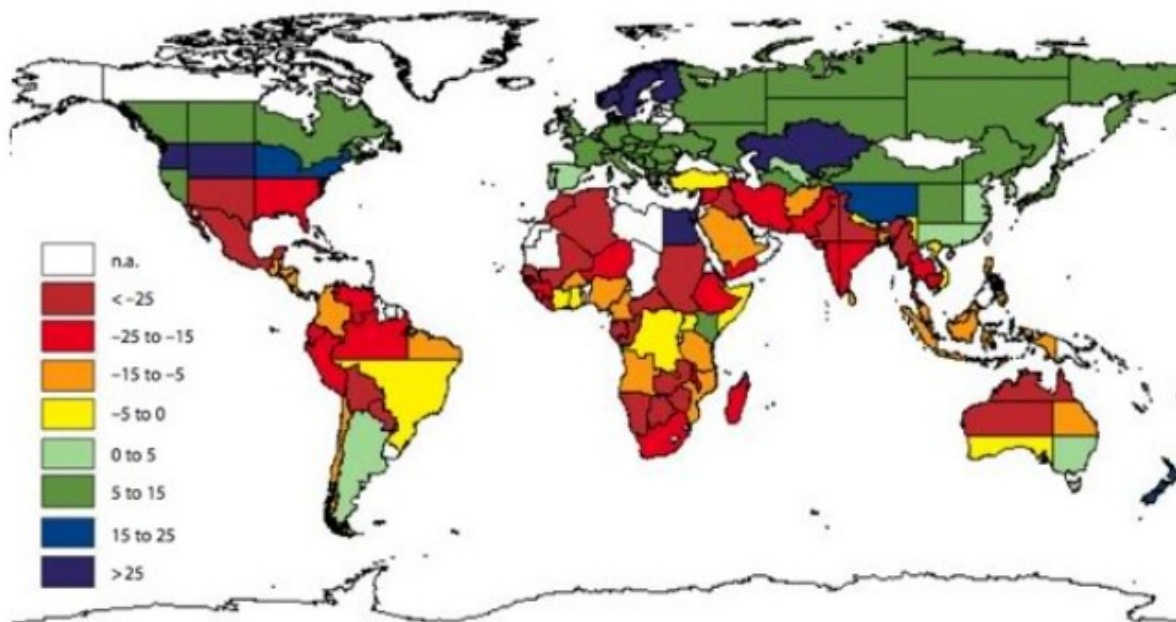 n.a.
< –25
–25 to –15
–15 to –5
–5 to 0
0 to 5
5 to 15
15 to 25
>25